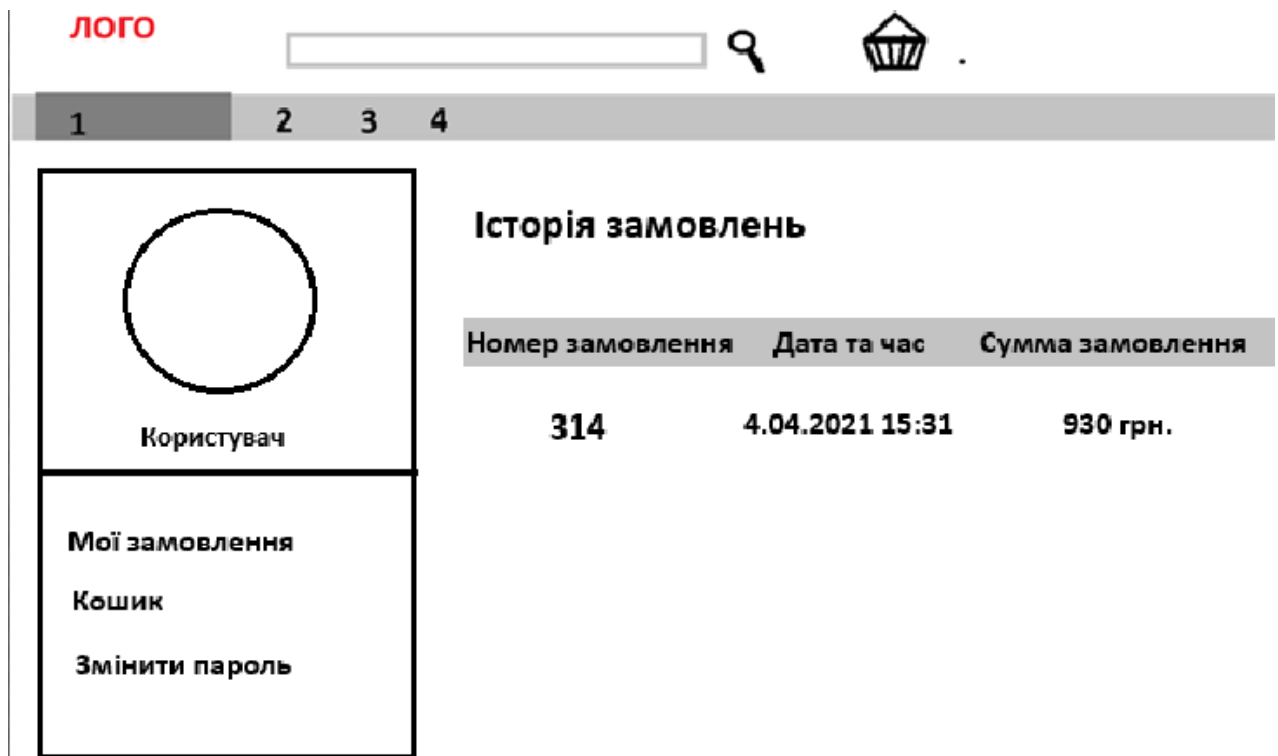 ЛОГО
1 2 3 4
Історія замовлень
Номер замовлення Дата та час Сумма замовлення
314 4.04.2021 15:31 930 грн.
Користувач
Мої замовлення
Кошик
Змінити пароль